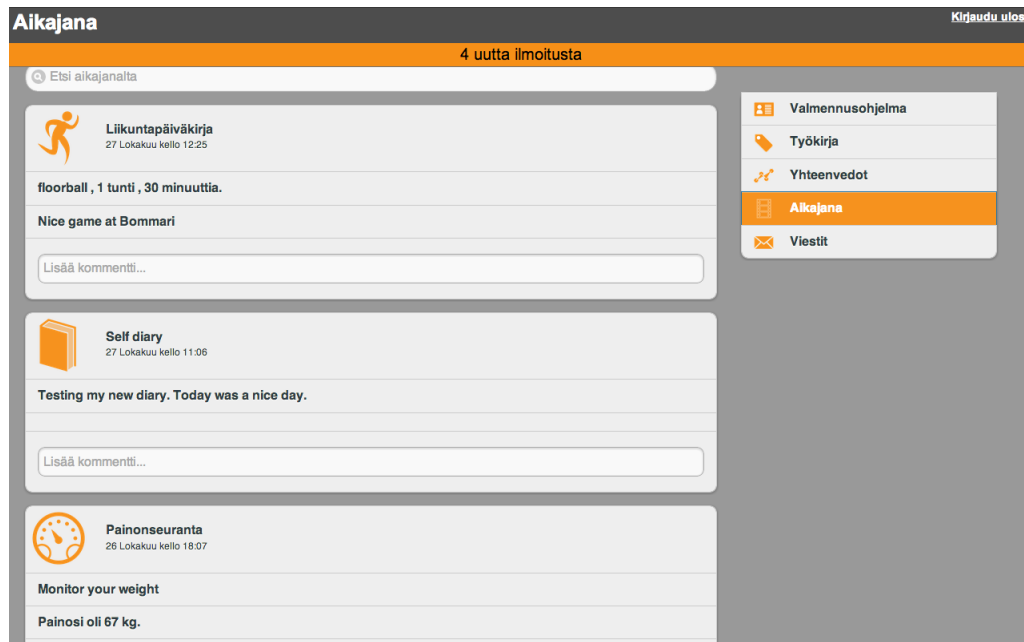 Aikajana
Kirjaudu ulos
4 uutta ilmoitusta
Etsi aikajanalta
Liikuntapäiväkirja
27 Lokakuu kello 12:25
floorball , 1 tunti , 30 minuuttia.
Nice game at Bommari
Lisää kommentti...
Self diary
27 Lokakuu kello 11:06
Testing my new diary. Today was a nice day.
Lisää kommentti...
Painonseuranta
26 Lokakuu kello 18:07
Monitor your weight
Painosi oli 67 kg.
Valmennusohjelma
Työkirja
Yhteenvedot
Aikajana
Viestit